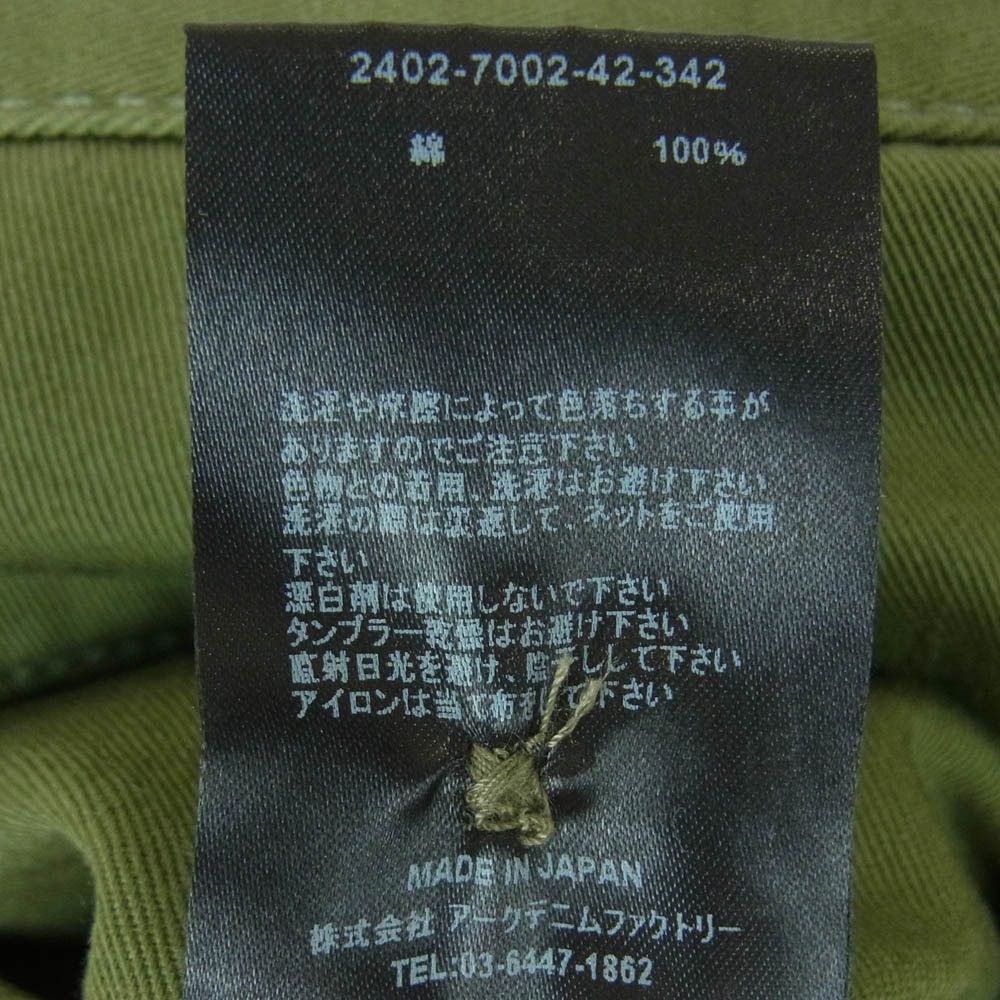 2402-7002-42-342
綿 100%
洗濯や摩擦によって色落ちする事が
ありますのでご注意下さい
色物との着用、洗濯はお避け下さい
洗濯の際は裏返して、ネットをご使用
下さい
漂白剤は使用しないで下さい
タンブラー乾燥はお避け下さい
直射日光を避け、陰干しして下さい
アイロンは当て布をして下さい
MADE IN JAPAN
株式会社 アークデニムファクトリー
TEL:03-6447-1862